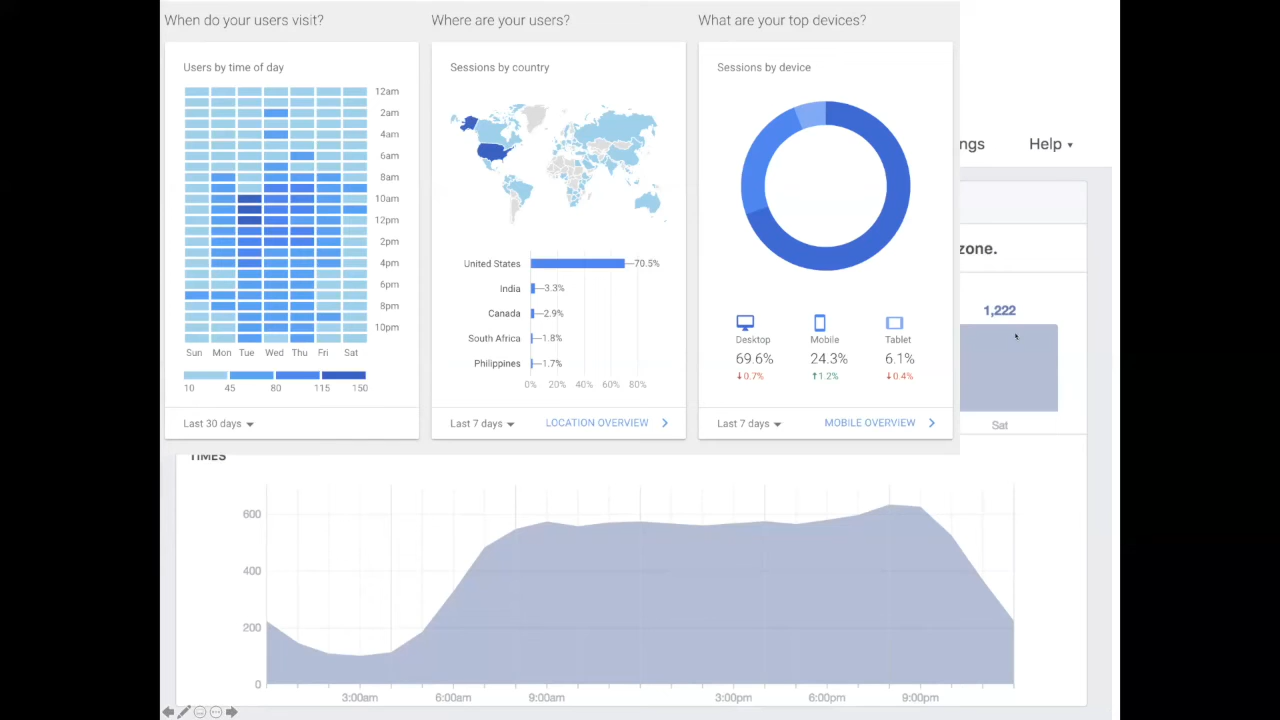 When do your users visit?
Where are your users?
What are your top devices?
Users by time of day
12am
2am
4am
6am
8am
10am
12pm
2pm
4pm
6pm
8pm
10pm
Sun Mon Tue Wed Thu Fri Sat
10 45 80 115 150
Last 30 days
Sessions by country
United States 70.5%
India 3.3%
Canada 2.9%
South Africa 1.8%
Philippines 1.7%
0% 20% 40% 60% 80%
Last 7 days LOCATION OVERVIEW
Sessions by device
Desktop Mobile Tablet
69.6% 24.3% 6.1%
↓0.7% ↑1.2% ↓0.4%
Last 7 days MOBILE OVERVIEW
ngs Help
zone.
1,222
Sat
TIMES
600
400
200
0
3:00am 6:00am 9:00am 3:00pm 6:00pm 9:00pm